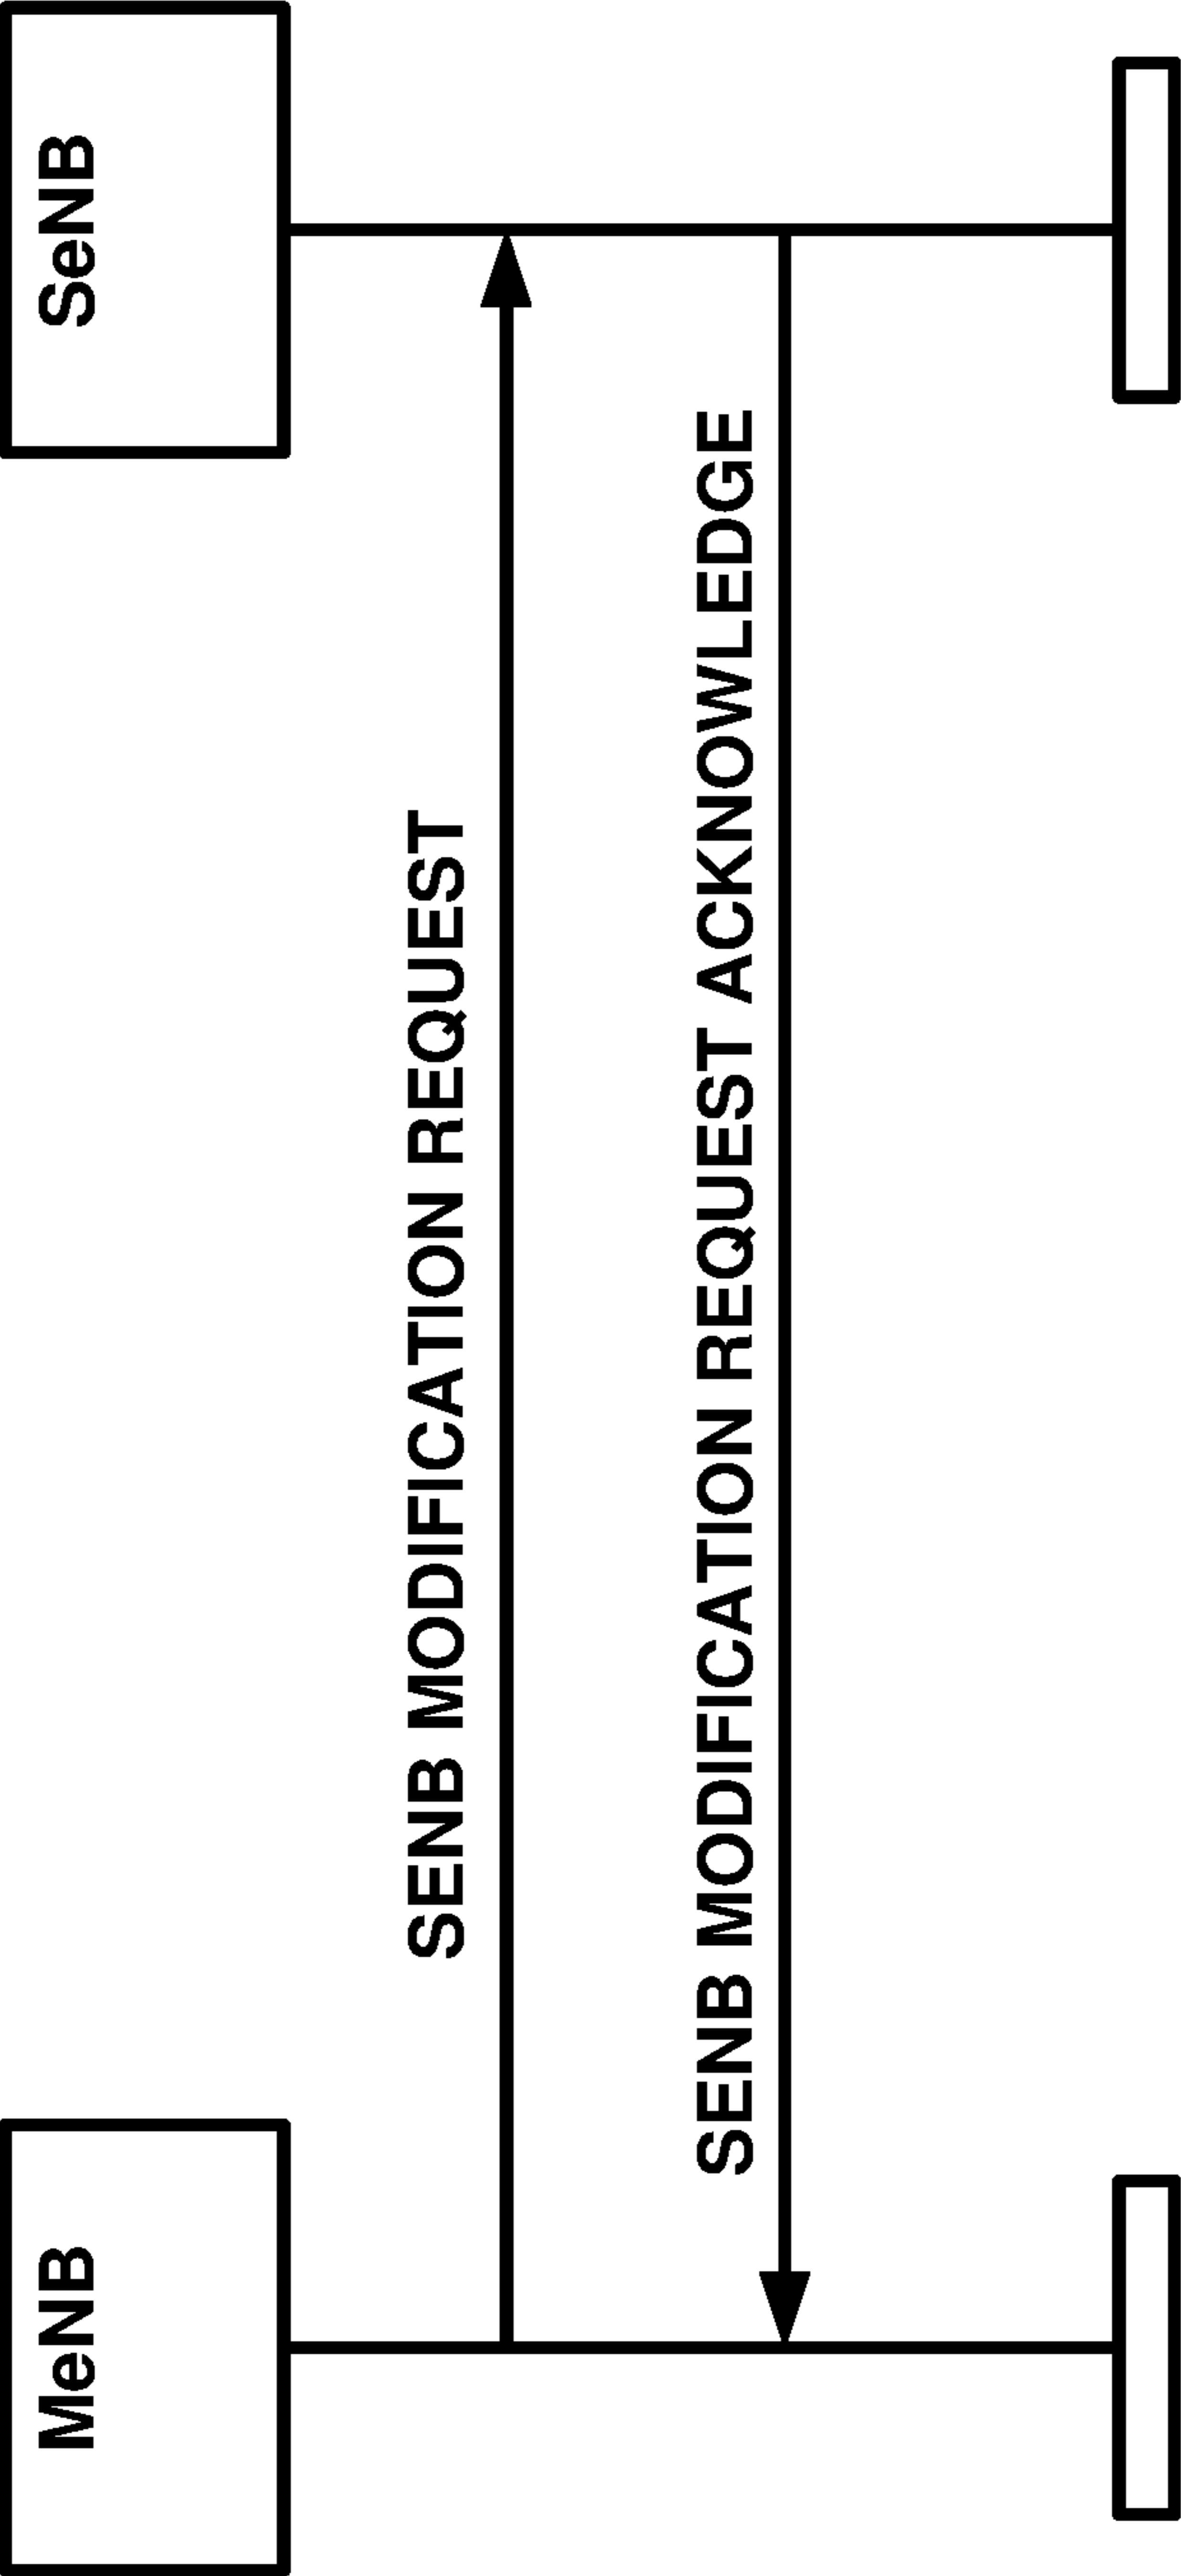 MeNB
SeNB
SENB MODIFICATION REQUEST
SENB MODIFICATION REQUEST ACKNOWLEDGE